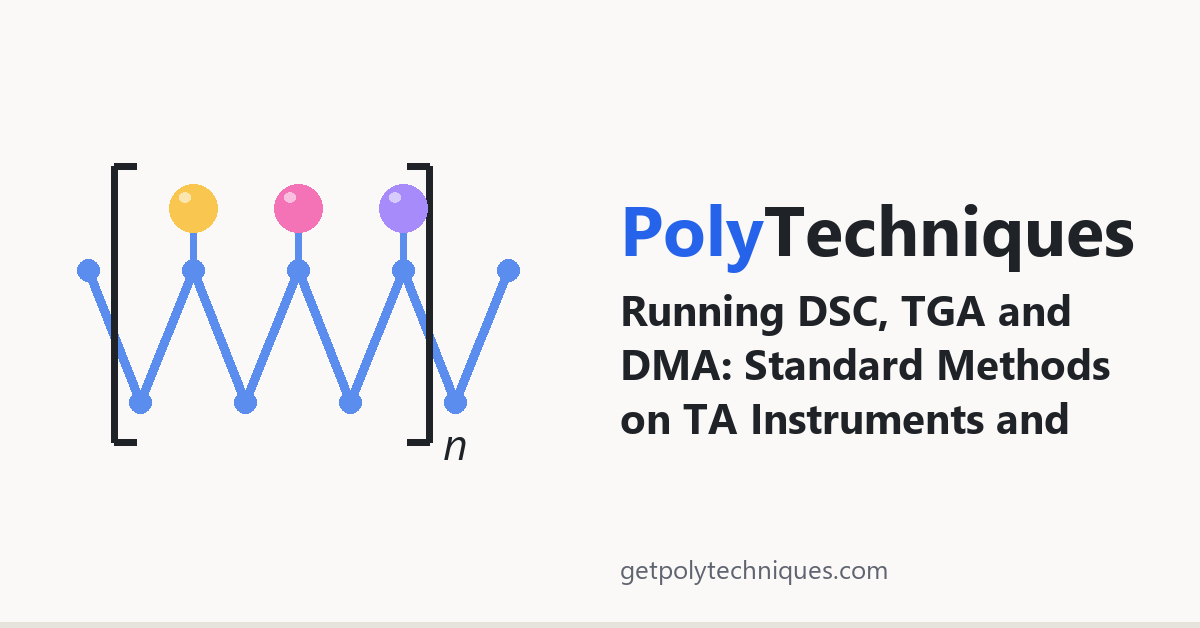 PolyTechniques
Running DSC, TGA and
DMA: Standard Methods
on TA Instruments and
n
getpolytechniques.com